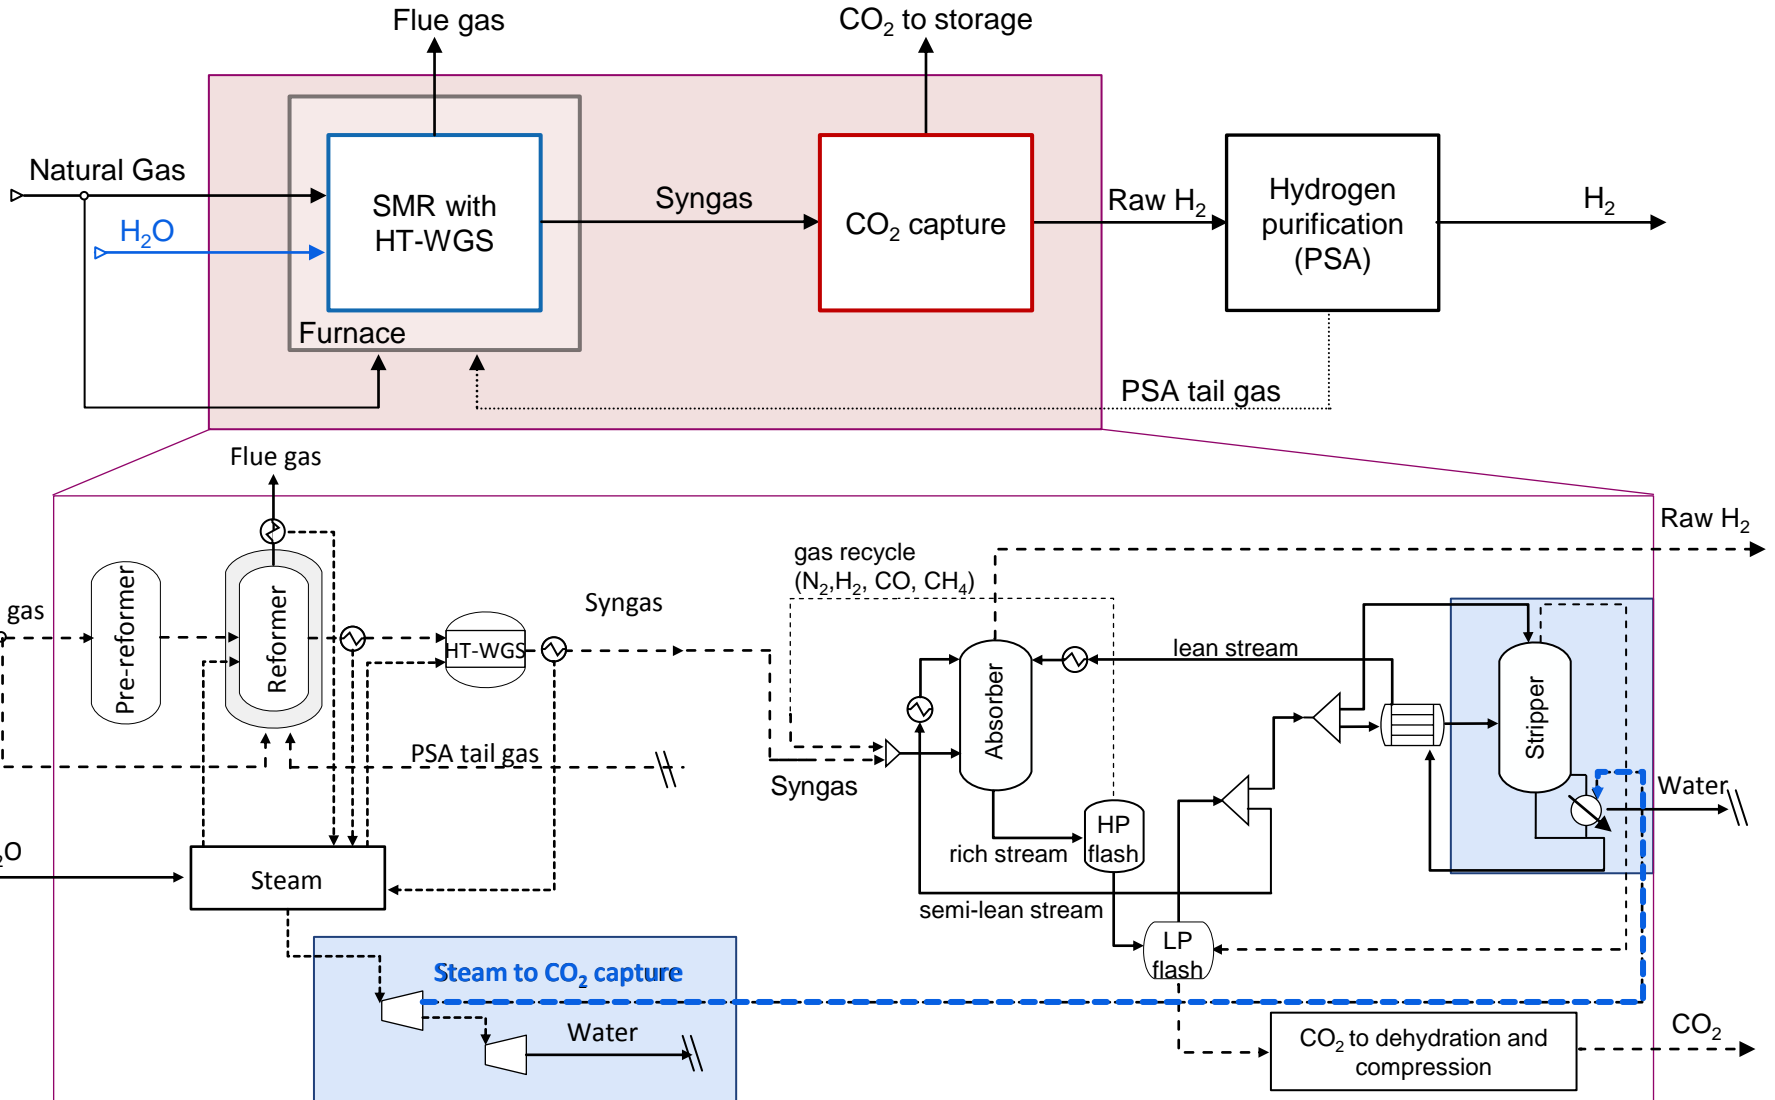 Flue gas
CO2 to storage
Natural Gas
H2O
SMR with
HT-WGS
Furnace
Syngas
CO2 capture
Raw H2
Hydrogen
purification
(PSA)
H2
PSA tail gas
Flue gas
Raw H2
gas
Pre-reformer
Reformer
HT-WGS
Syngas
gas recycle
(N2,H2, CO, CH4)
Absorber
lean stream
Stripper
PSA tail gas
Syngas
Water
HP
flash
rich stream
2O
Steam
semi-lean stream
LP
flash
Steam to CO2 capture
Water
CO2 to dehydration and
compression
CO2